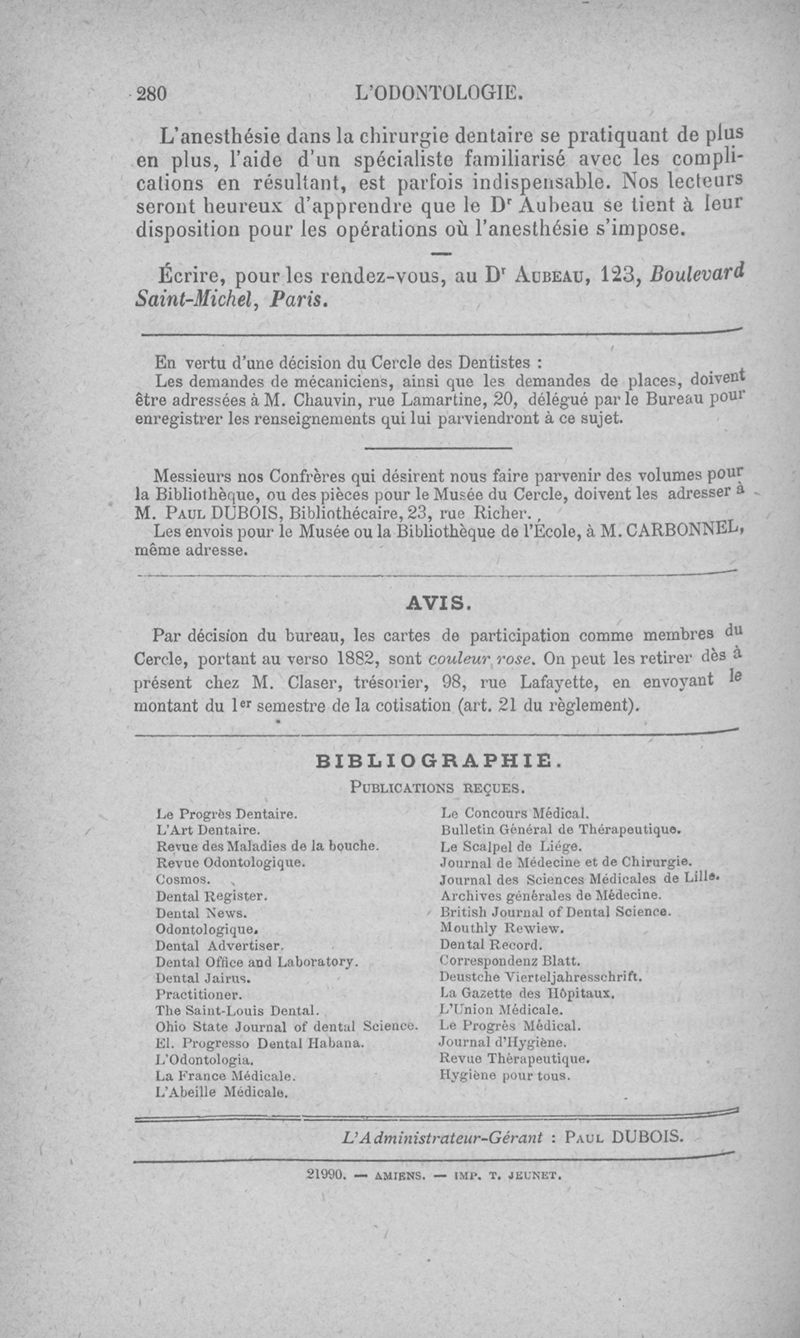 280 L'ODONTOLOGIE.
L'anesthésie dans la chirurgie dentaire se pratiquant de plus
en plus, l'aide d'un spécialiste familiarisé avec les compli-
cations en résultant, est parfois indispensable. Nos lecteurs
seront heureux d'apprendre que le Dr Aubeau se tient à leur
disposition pour les opérations où l'anesthésie s'impose.
Écrire, pour les rendez-vous, au Dr AUBEAU, 123, Boulevard
Saint-Michel, Paris.
En vertu d'une décision du Cercle des Dentistes :
Les demandes de mécaniciens, ainsi que les demandes de places, doivent
être adressées à M. Chauvin, rue Lamartine, 20, délégué par le Bureau pour
enregistrer les renseignements qui lui parviendront à ce sujet.
Messieurs nos Confrères qui désirent nous faire parvenir des volumes pour
la Bibliothèque, ou des pièces pour le Musée du Cercle, doivent les adresser à
M. PAUL DUBOIS, Bibliothécaire, 23, rue Richer.
Les envois pour le Musée ou la Bibliothèque de l'École, à M. CARBONNEL,
même adresse.
AVIS.
Par décision du bureau, les cartes de participation comme membres du
Cercle, portant au verso 1882, sont couleur rose. On peut les retirer dès à
présent chez M. Claser, trésorier, 98, rue Lafayette, en envoyant le
montant du 1er semestre de la cotisation (art. 21 du règlement).
BIBLIOGRAPHIE.
PUBLICATIONS REÇUES.
Le Progrès Dentaire.
L'Art Dentaire.
Revue des Maladies de la bouche.
Revue Odontologique.
Cosmos.
Dental Register.
Dental News.
Odontologique.
Dental Advertiser.
Dental Office and Laboratory.
Dental Jairus.
Practitioner.
The Saint-Louis Dental.
Ohio State Journal of dental Science.
El. Progresso Dental Habana.
L'Odontologia.
La France Médicale.
L'Abeille Médicale.
Le Concours Médical.
Bulletin Général de Thérapeutique.
Le Scalpel de Liége.
Journal de Médecine et de Chirurgie.
Journal des Sciences Médicales de Lille.
Archives générales de Médecine.
British Journal of Dental Science.
Mouthly Rewiew.
Dental Record.
Correspondenz Blatt.
Deustche Vierteljahresschrift.
La Gazette des Hôpitaux.
L'Union Médicale.
Le Progrès Médical.
Journal d'Hygiène.
Revue Thérapeutique.
Hygiène pour tous.
L'Administrateur-Gérant : PAUL DUBOIS.
21990. — AMIENS. — IMP. T. JEUNET.